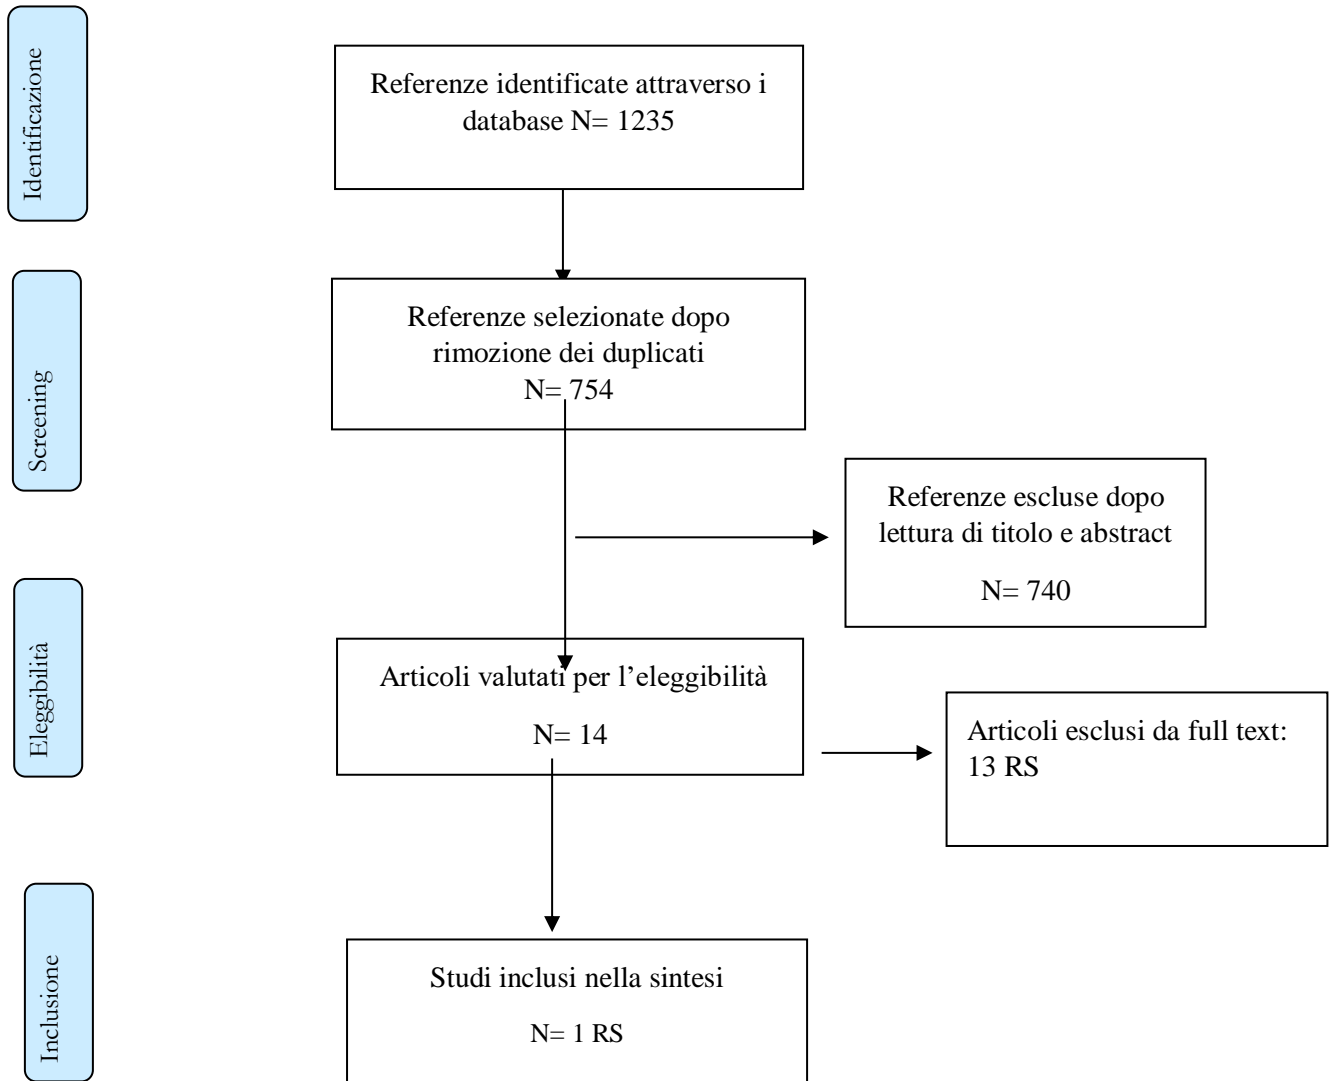 Identificazione
Referenze identificate attraverso i
database N= 1235
Screening
Referenze selezionate dopo
rimozione dei duplicati
N= 754
Referenze escluse dopo
lettura di titolo e abstract
N= 740
Eleggibilità
Articoli valutati per l’eleggibilità
N= 14
Articoli esclusi da full text:
13 RS
Inclusione
Studi inclusi nella sintesi
N= 1 RS